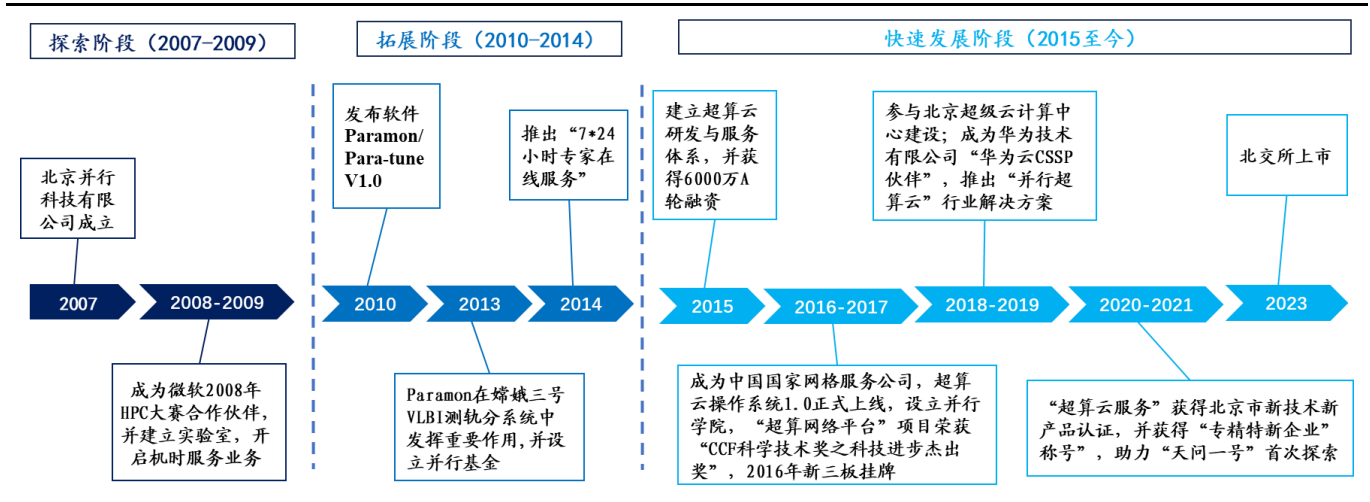 探索阶段（2007-2009）
拓展阶段（2010-2014）
快速发展阶段（2015至今）
北京并行
科技有限
公司成立
发布软件
Paramon/
Para-tune
V1.0
推出“7*24
小时专家在
线服务”
建立超算云
研发与服务
体系，并获
得6000万A
轮融资
参与北京超级云计算中
心建设；成为华为技术
有限公司“华为云CSSP
伙伴”，推出“并行超
算云”行业解决方案
北交所上市
2007
2008-2009
2010
2013
2014
2015
2016-2017
2018-2019
2020-2021
2023
成为微软2008年
HPC大赛合作伙伴，
并建立实验室，开
启机时服务业务
Paramon在嫦娥三号
VLBI测轨分系统中
发挥重要作用，并设
立并行基金
成为中国国家网格服务公司，超算
云操作系统1.0正式上线，设立并行
学院，“超算网络平台”项目荣获
“CCF科学技术奖之科技进步杰出
奖”，2016年新三板挂牌
“超算云服务”获得北京市新技术新
产品认证，并获得“专精特新企业”
称号”，助力“天问一号”首次探索